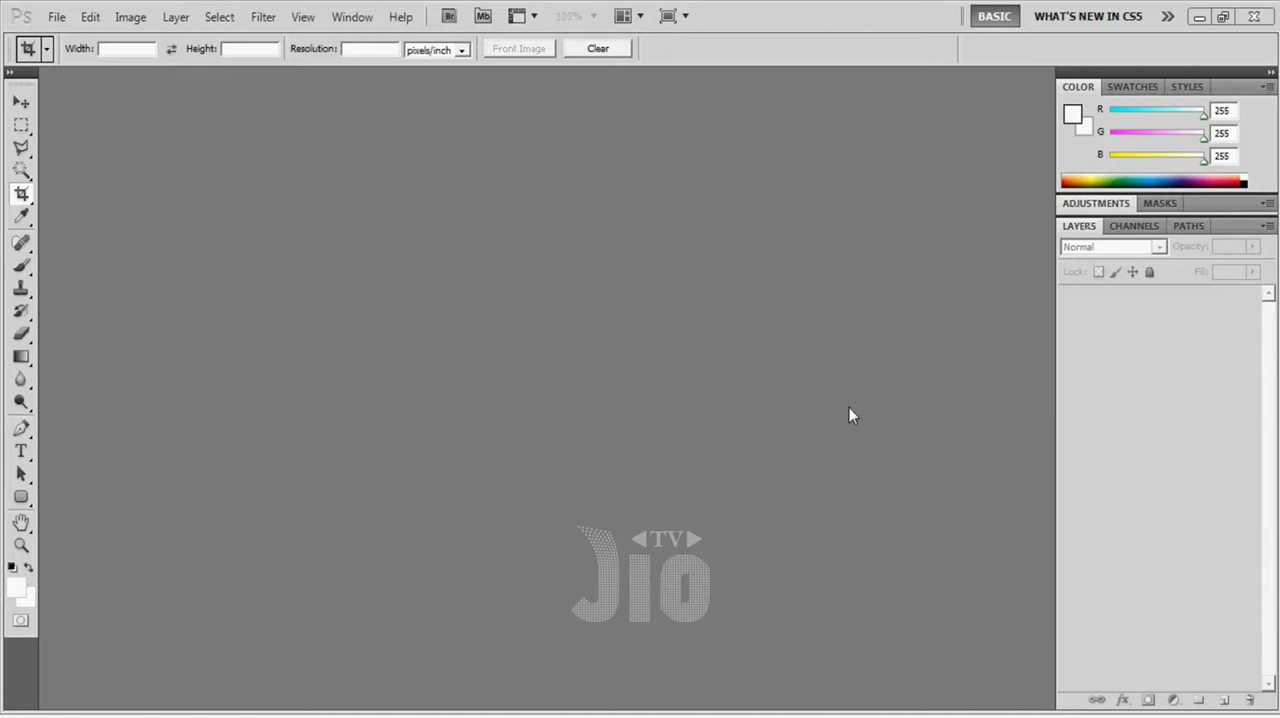 Ps File Edit Image Layer Select Filter View Window Help Br Mb 100% BASIC WHAT'S NEW IN CS5
Width: Height: Resolution: pixels/inch Front Image Clear
COLOR SWATCHES STYLES
R 255
G 255
B 255
ADJUSTMENTS MASKS
LAYERS CHANNELS PATHS
Normal Opacity:
Lock: Fill:
T
TV
Jio
fx